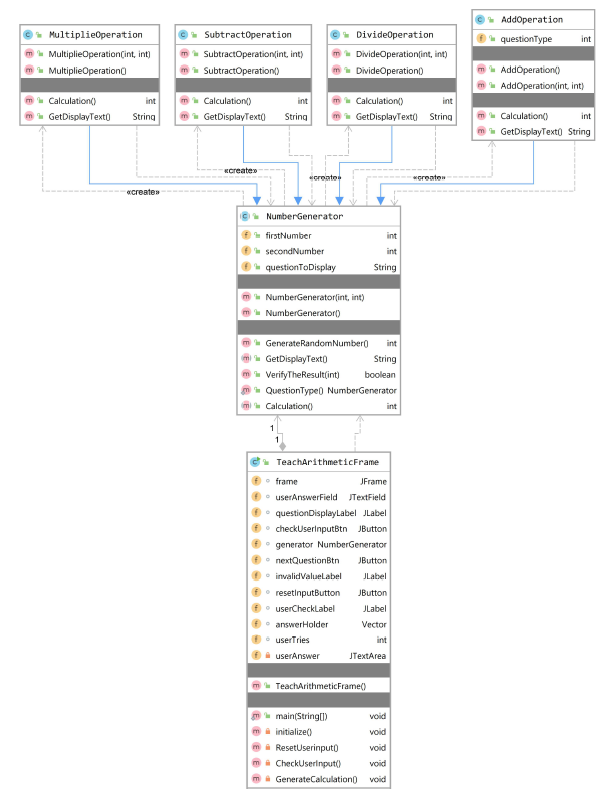 MultiplieOperation
MultiplieOperation(int, int)
MultiplieOperation()
Calculation() int
GetDisplayText() String
SubtractOperation
SubtractOperation(int, int)
SubtractOperation()
Calculation() int
GetDisplayText() String
DivideOperation
DivideOperation(int, int)
DivideOperation()
Calculation() int
GetDisplayText() String
AddOperation
questionType int
AddOperation()
AddOperation(int, int)
Calculation() int
GetDisplayText() String
«create»
«create»
«create»
NumberGenerator
firstNumber int
secondNumber int
questionToDisplay String
NumberGenerator(int, int)
NumberGenerator()
GenerateRandomNumber() int
GetDisplayText() String
VerifyTheResult(int) boolean
QuestionType() NumberGenerator
Calculation() int
1
1
TeachArithmeticFrame
frame JFrame
userAnswerField JTextField
questionDisplayLabel JLabel
checkUserInputBtn JButton
generator NumberGenerator
nextQuestionBtn JButton
invalidValueLabel JLabel
resetInputButton JButton
userCheckLabel JLabel
answerHolder Vector
userTries int
userAnswer JTextArea
TeachArithmeticFrame()
main(String[]) void
initialize() void
ResetUserinput() void
CheckUserInput() void
GenerateCalculation() void